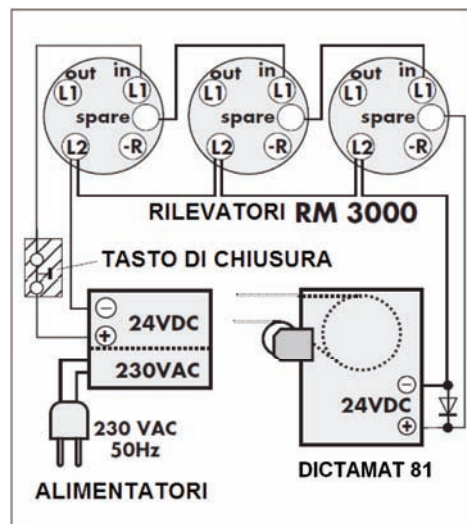 out in out in out in
L1 L1 L1 L1 L1 L1
spare spare spare
L2 -R L2 -R L2 -R
RILEVATORI RM 3000
TASTO DI CHIUSURA
− 24VDC
+
230VAC
230 VAC
50Hz
ALIMENTATORI
−
24VDC
+
DICTAMAT 81